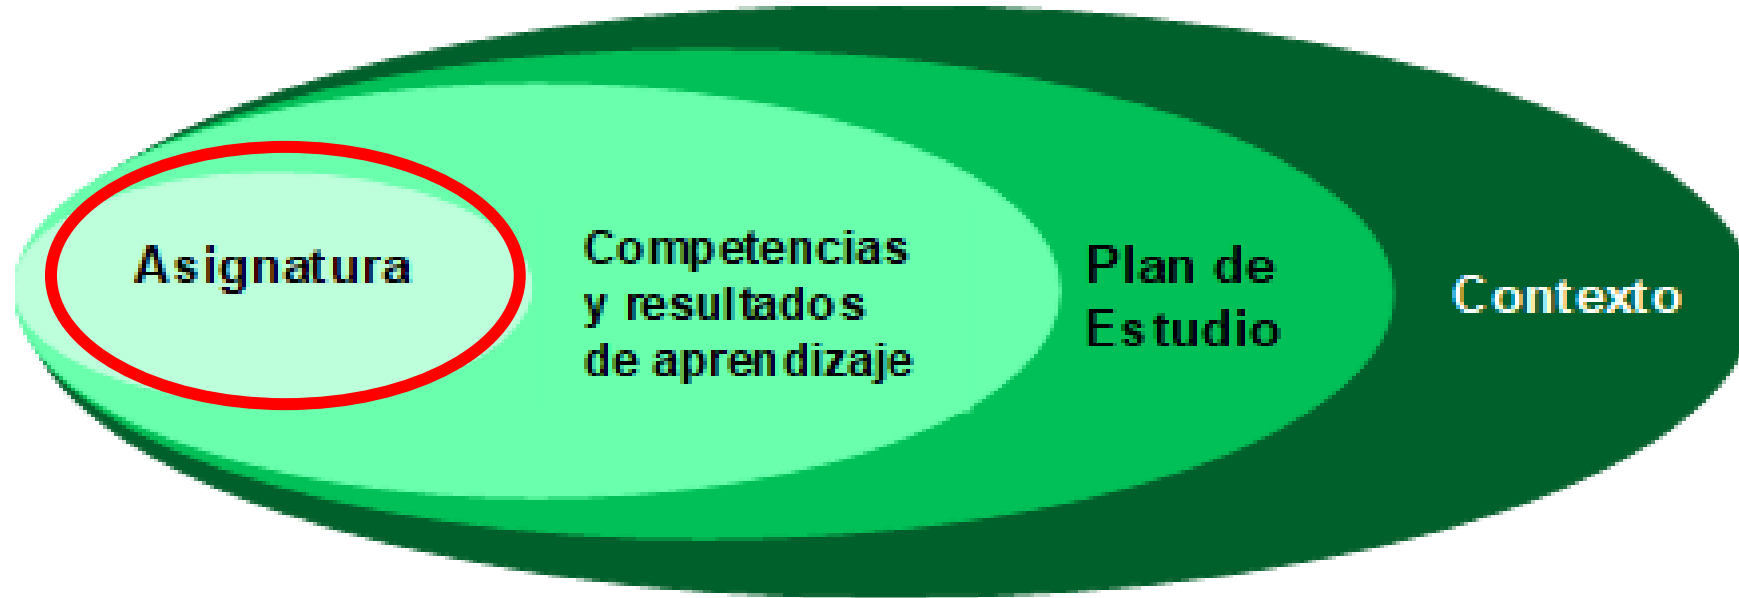 Asignatura
Competencias
y resultados
de aprendizaje
Plan de
Estudio
Contexto